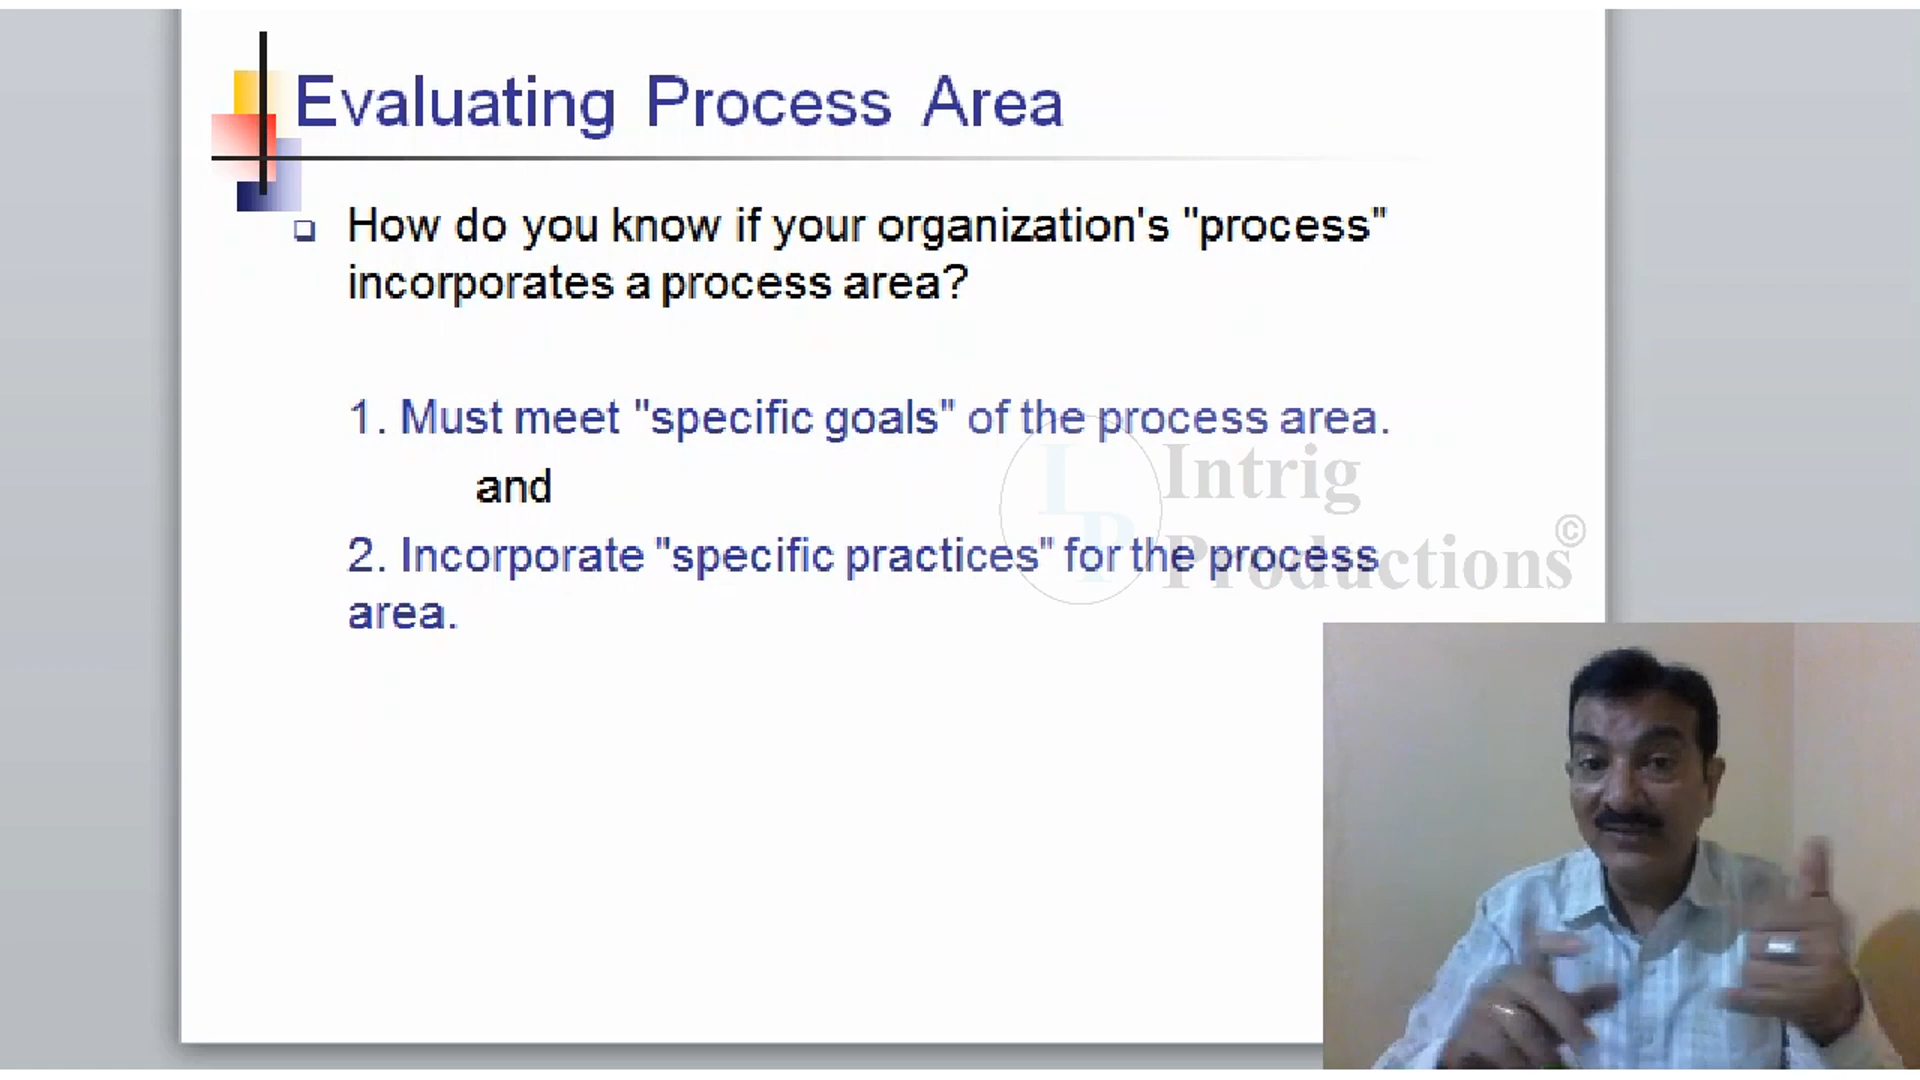 Evaluating Process Area
How do you know if your organization's "process"
incorporates a process area?
1. Must meet "specific goals" of the process area.
and
2. Incorporate "specific practices" for the process
area.
I P
Intrig
Productions©